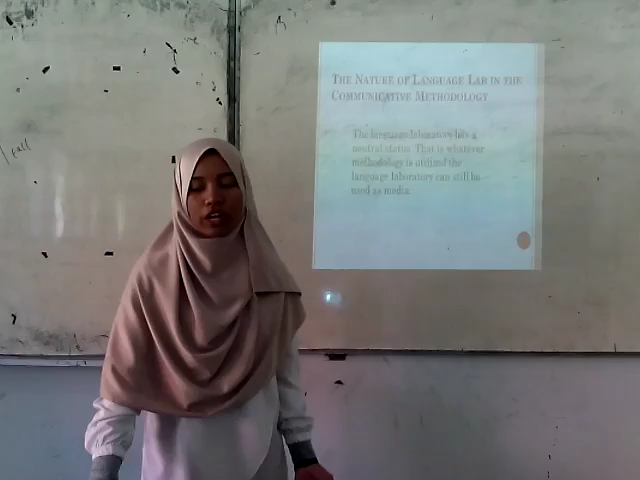 THE NATURE OF LANGUAGE LAB IN THE
COMMUNICATIVE METHODOLOGY
The language laboratory has a
neutral status. That is whatever
methodology is utilized the
language laboratory can still be
used as media.